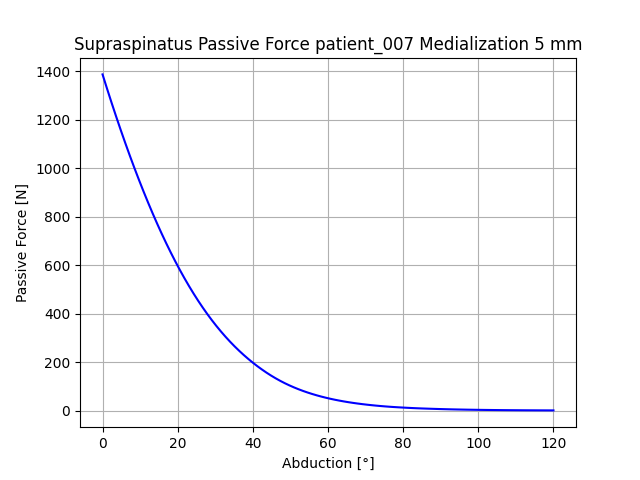 Supraspinatus Passive Force patient_007 Medialization 5 mm
Passive Force [N]
1400
1200
1000
800
600
400
200
0
0 20 40 60 80 100 120
Abduction [°]